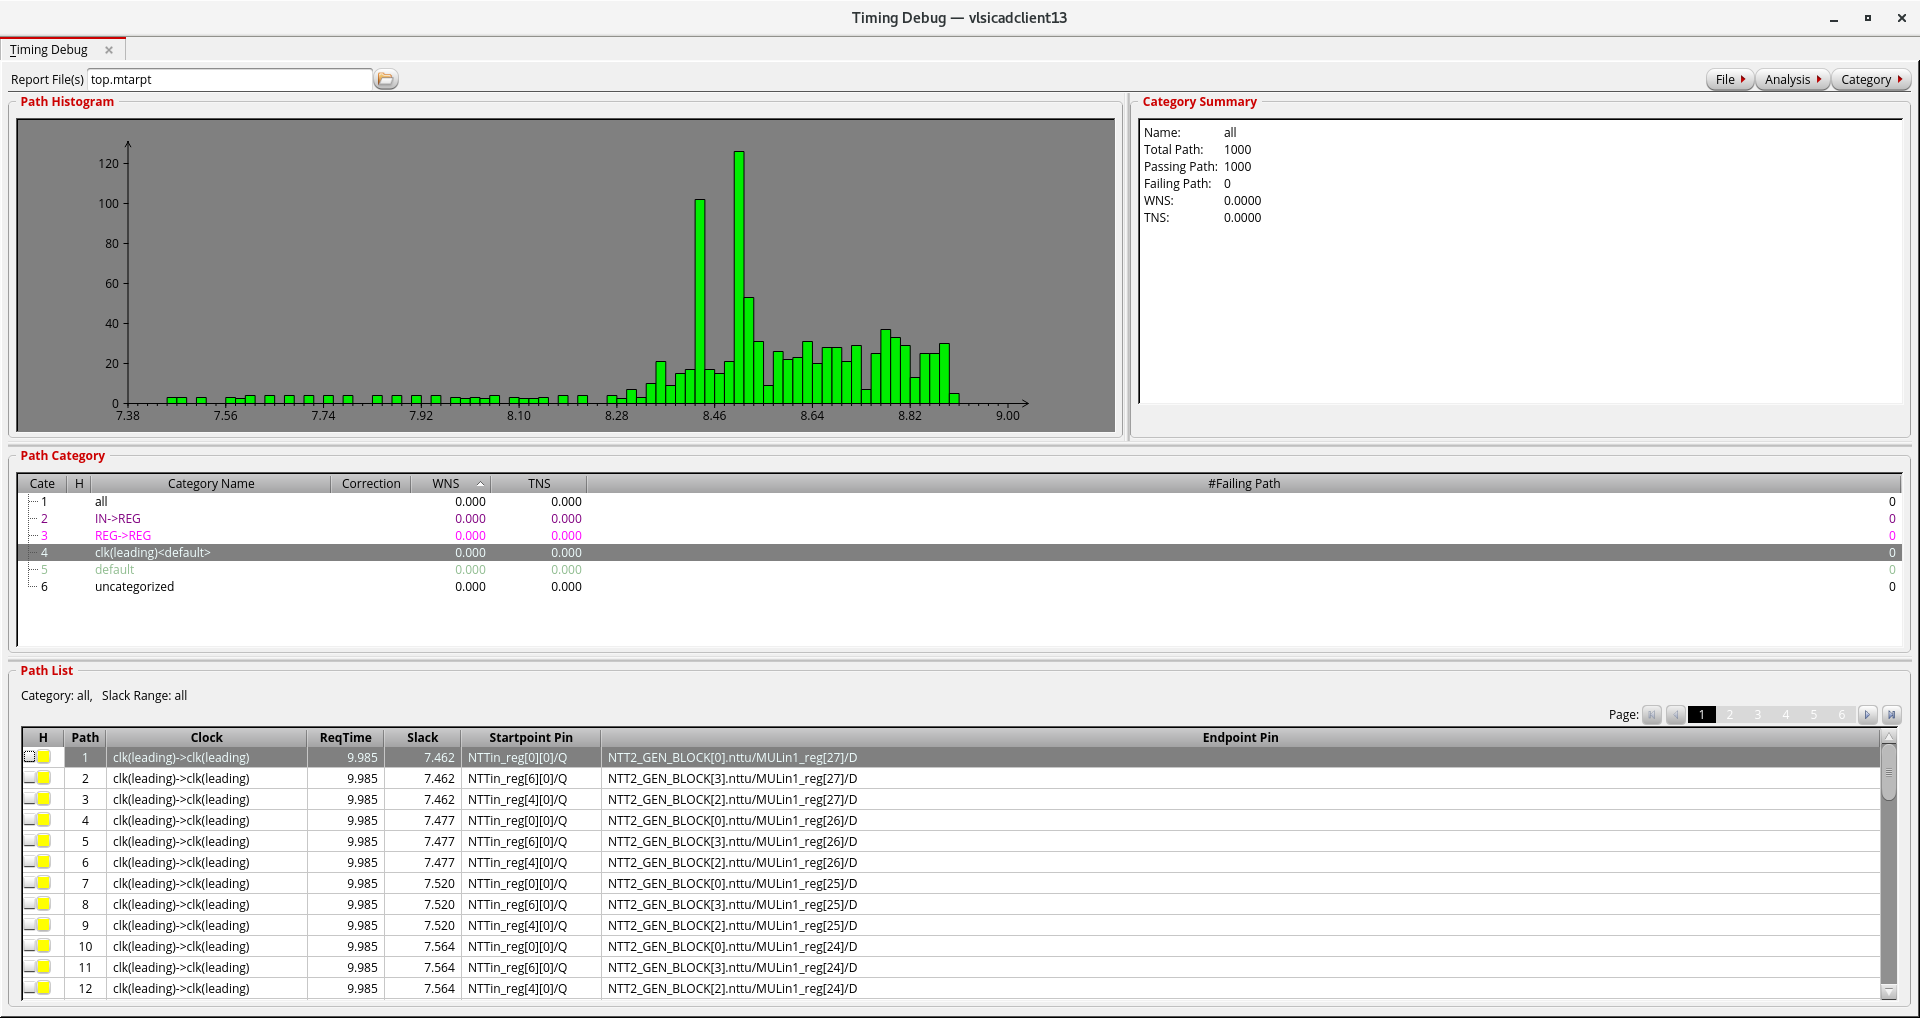 Timing Debug — vlsicadclient13
Timing Debug
Report File(s) top.mtarpt
File Analysis Category
Path Histogram
120
100
80
60
40
20
0
7.38 7.56 7.74 7.92 8.10 8.28 8.46 8.64 8.82 9.00
Category Summary
Name: all
Total Path: 1000
Passing Path: 1000
Failing Path: 0
WNS: 0.0000
TNS: 0.0000
Path Category
Cate H Category Name Correction WNS TNS #Failing Path
1 all 0.000 0.000 0
2 IN->REG 0.000 0.000 0
3 REG->REG 0.000 0.000 0
4 clk(leading)<default> 0.000 0.000 0
5 default 0.000 0.000 0
6 uncategorized 0.000 0.000 0
Path List
Category: all, Slack Range: all
Page: 1 2 3 4 5 6
H Path Clock ReqTime Slack Startpoint Pin Endpoint Pin
1 clk(leading)->clk(leading) 9.985 7.462 NTTin_reg[0][0]/Q NTT2_GEN_BLOCK[0].nttu/MULin1_reg[27]/D
2 clk(leading)->clk(leading) 9.985 7.462 NTTin_reg[6][0]/Q NTT2_GEN_BLOCK[3].nttu/MULin1_reg[27]/D
3 clk(leading)->clk(leading) 9.985 7.462 NTTin_reg[4][0]/Q NTT2_GEN_BLOCK[2].nttu/MULin1_reg[27]/D
4 clk(leading)->clk(leading) 9.985 7.477 NTTin_reg[0][0]/Q NTT2_GEN_BLOCK[0].nttu/MULin1_reg[26]/D
5 clk(leading)->clk(leading) 9.985 7.477 NTTin_reg[6][0]/Q NTT2_GEN_BLOCK[3].nttu/MULin1_reg[26]/D
6 clk(leading)->clk(leading) 9.985 7.477 NTTin_reg[4][0]/Q NTT2_GEN_BLOCK[2].nttu/MULin1_reg[26]/D
7 clk(leading)->clk(leading) 9.985 7.520 NTTin_reg[0][0]/Q NTT2_GEN_BLOCK[0].nttu/MULin1_reg[25]/D
8 clk(leading)->clk(leading) 9.985 7.520 NTTin_reg[6][0]/Q NTT2_GEN_BLOCK[3].nttu/MULin1_reg[25]/D
9 clk(leading)->clk(leading) 9.985 7.520 NTTin_reg[4][0]/Q NTT2_GEN_BLOCK[2].nttu/MULin1_reg[25]/D
10 clk(leading)->clk(leading) 9.985 7.564 NTTin_reg[0][0]/Q NTT2_GEN_BLOCK[0].nttu/MULin1_reg[24]/D
11 clk(leading)->clk(leading) 9.985 7.564 NTTin_reg[6][0]/Q NTT2_GEN_BLOCK[3].nttu/MULin1_reg[24]/D
12 clk(leading)->clk(leading) 9.985 7.564 NTTin_reg[4][0]/Q NTT2_GEN_BLOCK[2].nttu/MULin1_reg[24]/D